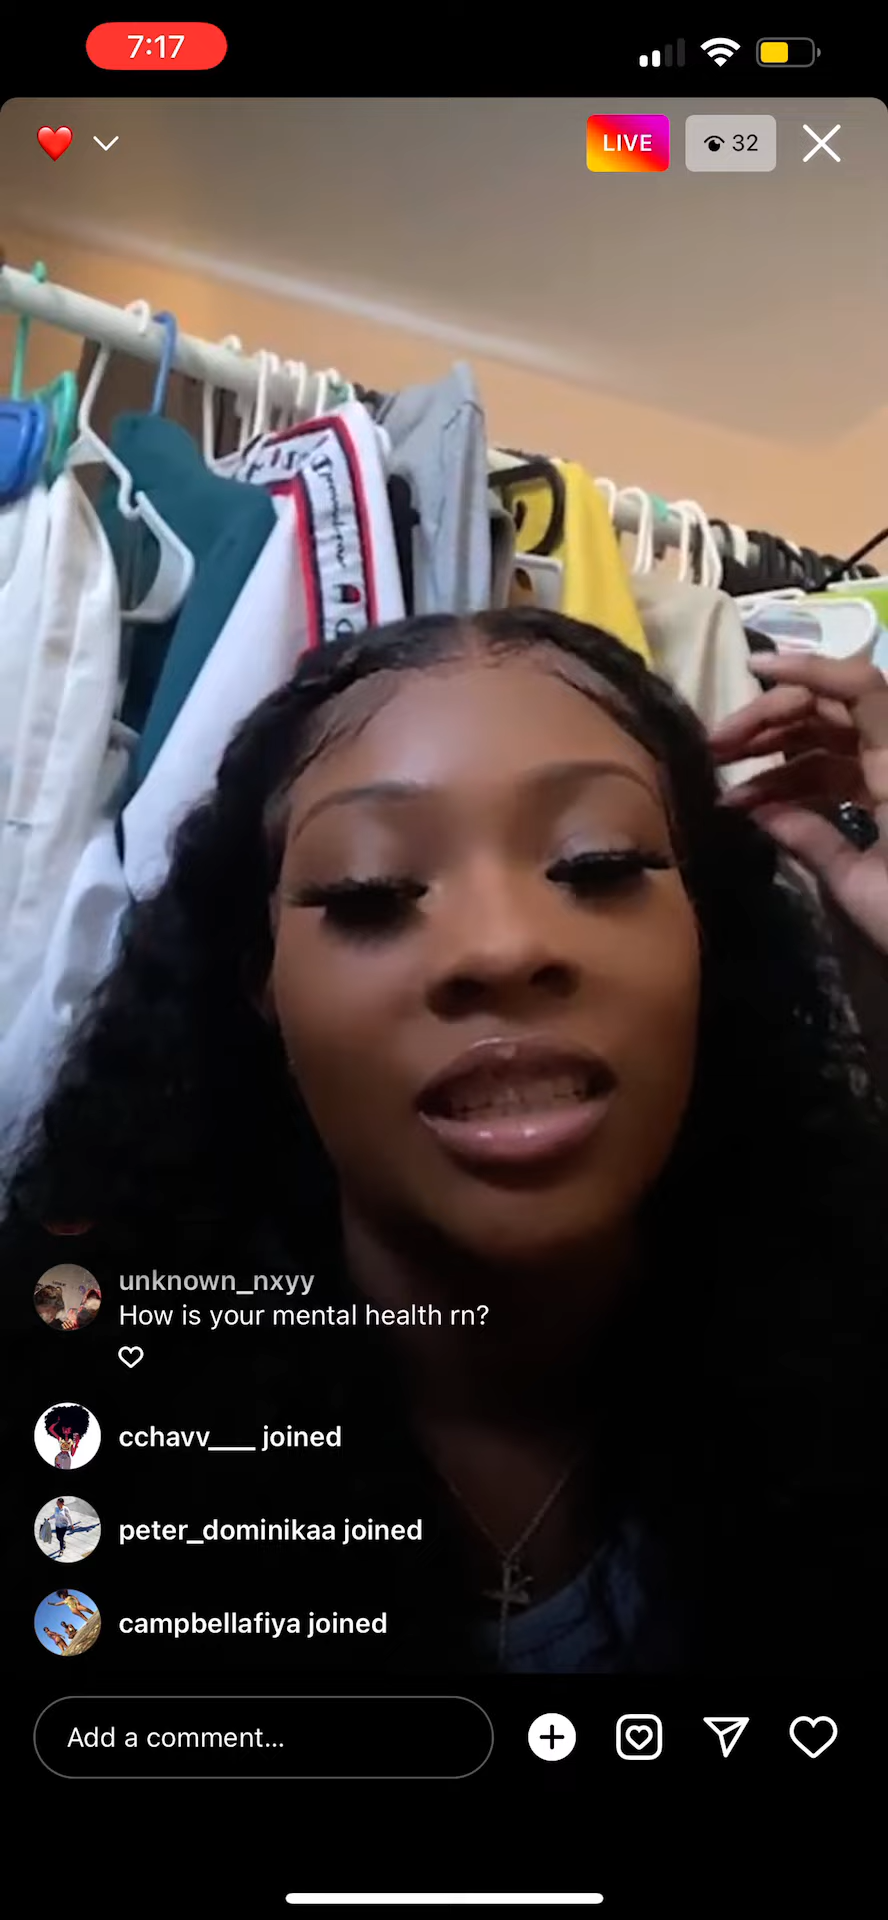 7:17
LIVE
32
unknown_nxyy
How is your mental health rn?
cchavv___ joined
peter_dominikaa joined
campbellafiya joined
Add a comment...